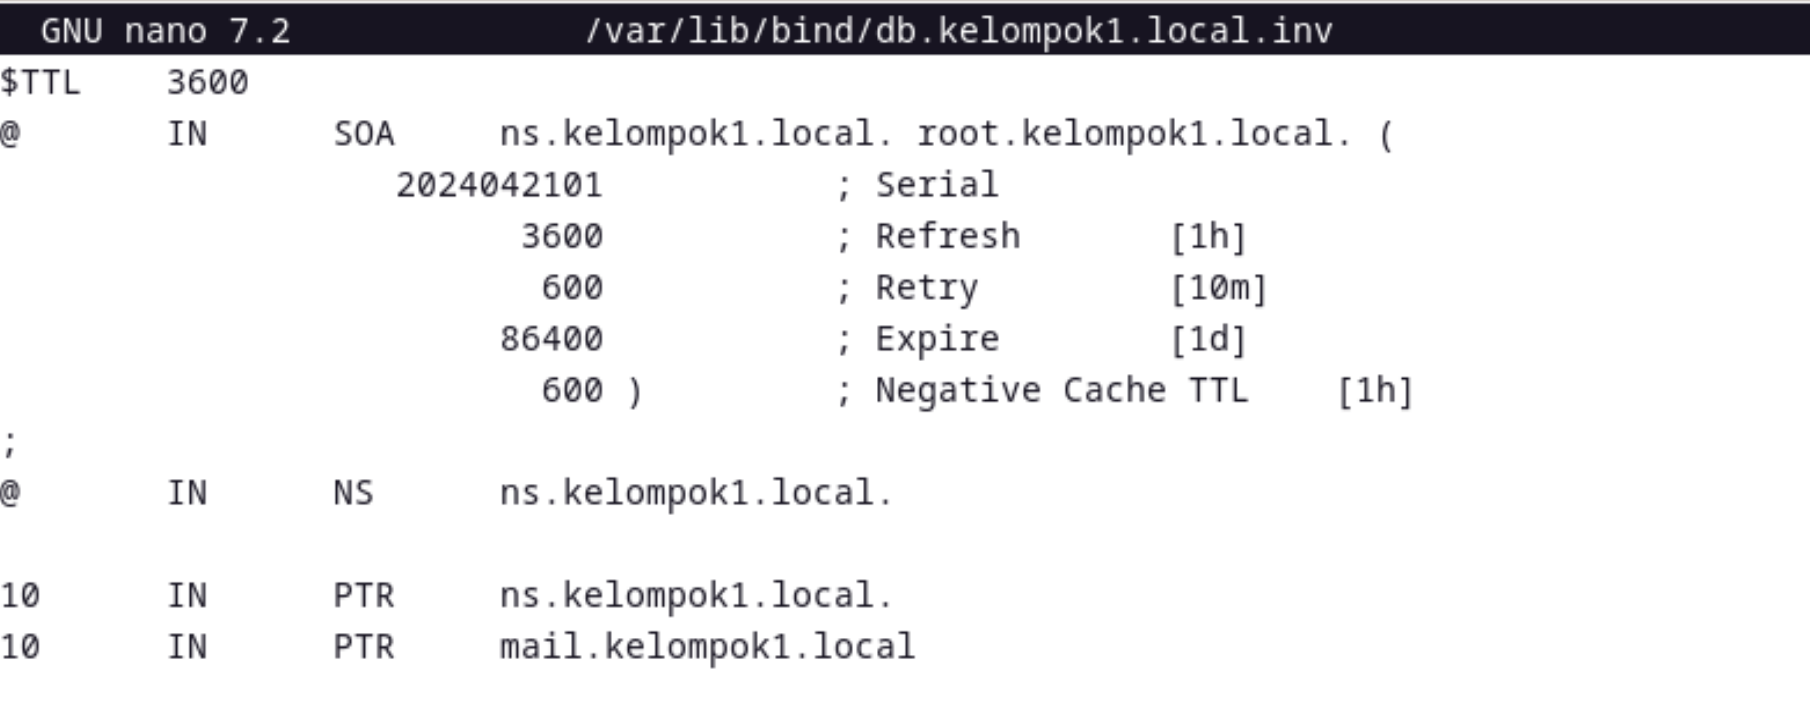 GNU nano 7.2 /var/lib/bind/db.kelompok1.local.inv
$TTL 3600
@ IN SOA ns.kelompok1.local. root.kelompok1.local. (
2024042101 ; Serial
3600 ; Refresh [1h]
600 ; Retry [10m]
86400 ; Expire [1d]
600 ) ; Negative Cache TTL [1h]
;
@ IN NS ns.kelompok1.local.
10 IN PTR ns.kelompok1.local.
10 IN PTR mail.kelompok1.local